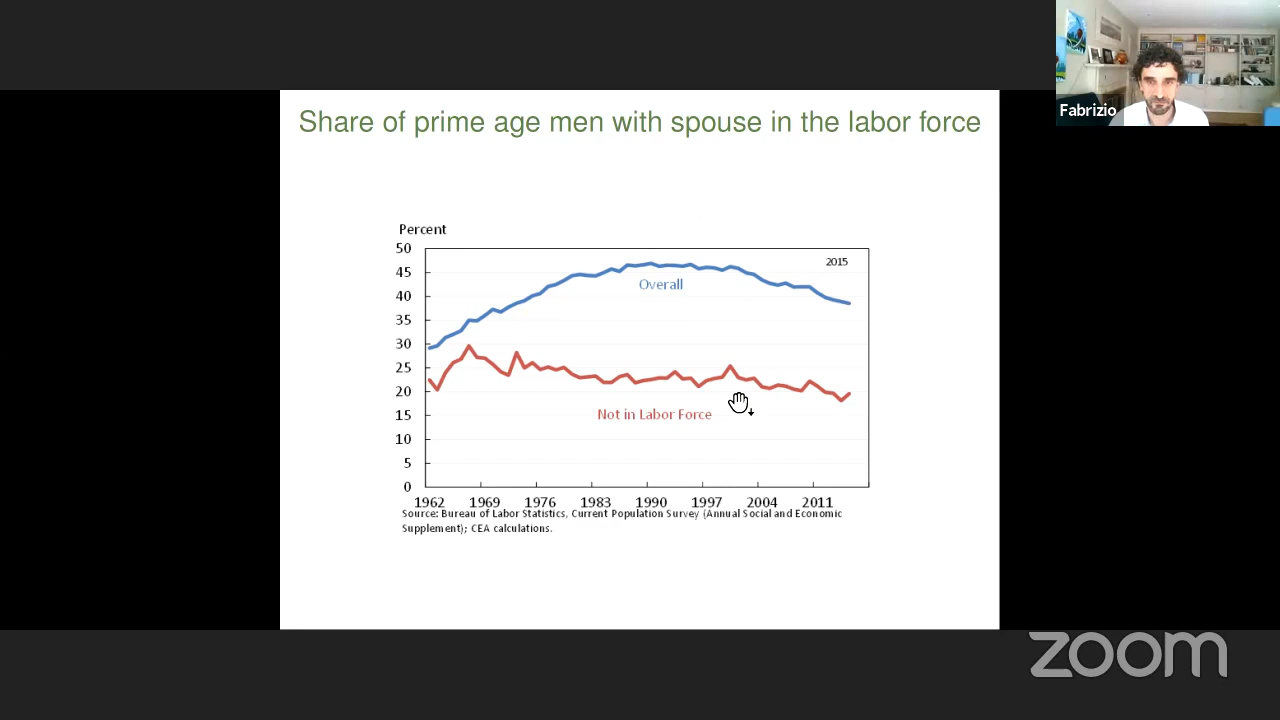 Fabrizio
Share of prime age men with spouse in the labor force
Percent
50
45
40
35
30
25
20
15
10
5
0
2015
Overall
Not in Labor Force
1962 1969 1976 1983 1990 1997 2004 2011
Source: Bureau of Labor Statistics, Current Population Survey (Annual Social and Economic
Supplement); CEA calculations.
zoom